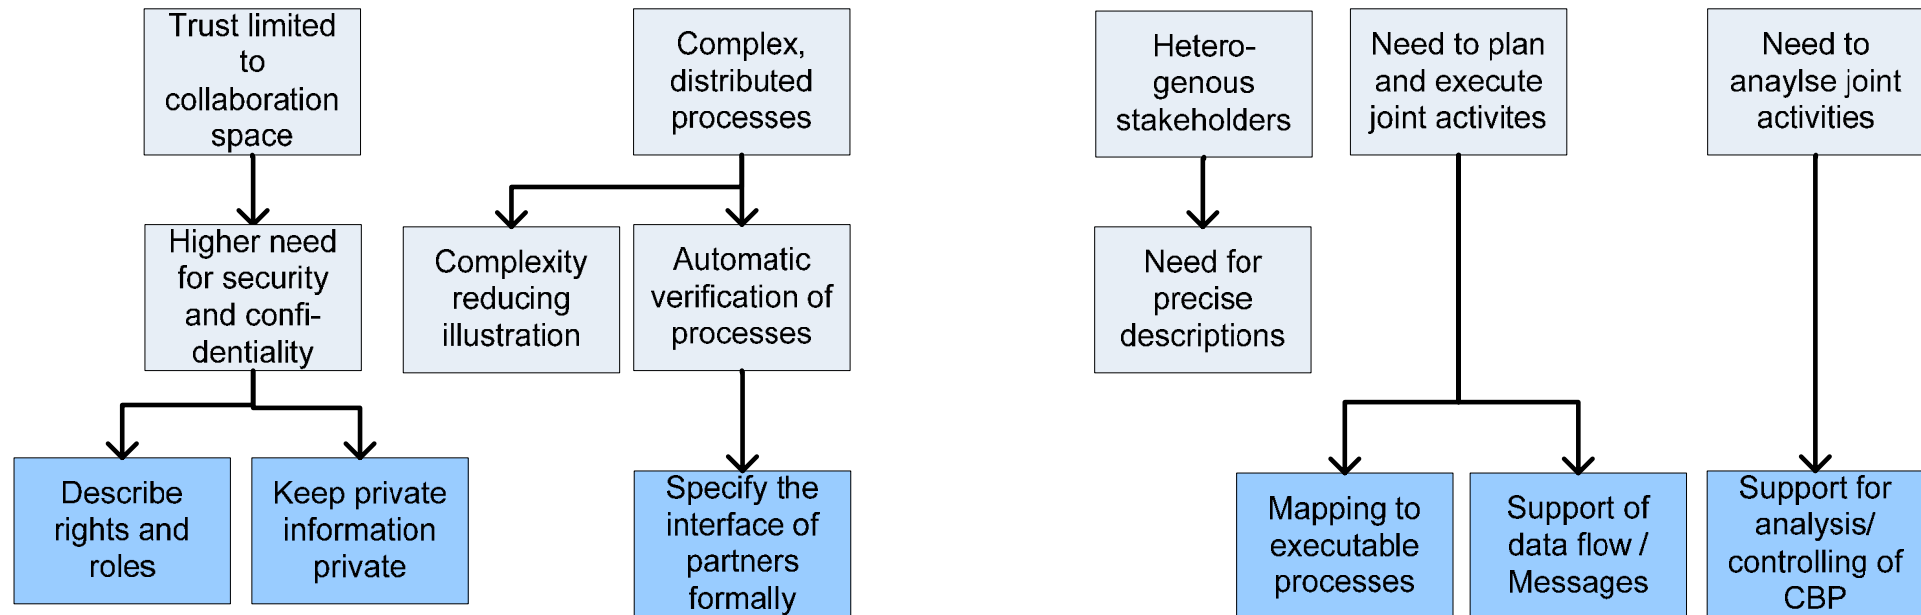 Trust limited
to
collaboration
space
Complex,
distributed
processes
Hetero-
genous
stakeholders
Need to plan
and execute
joint activites
Need to
anaylse joint
activities
Higher need
for security
and confi-
dentiality
Complexity
reducing
illustration
Automatic
verification of
processes
Need for
precise
descriptions
Describe
rights and
roles
Keep private
information
private
Specify the
interface of
partners
formally
Mapping to
executable
processes
Support of
data flow /
Messages
Support for
analysis/
controlling of
CBP